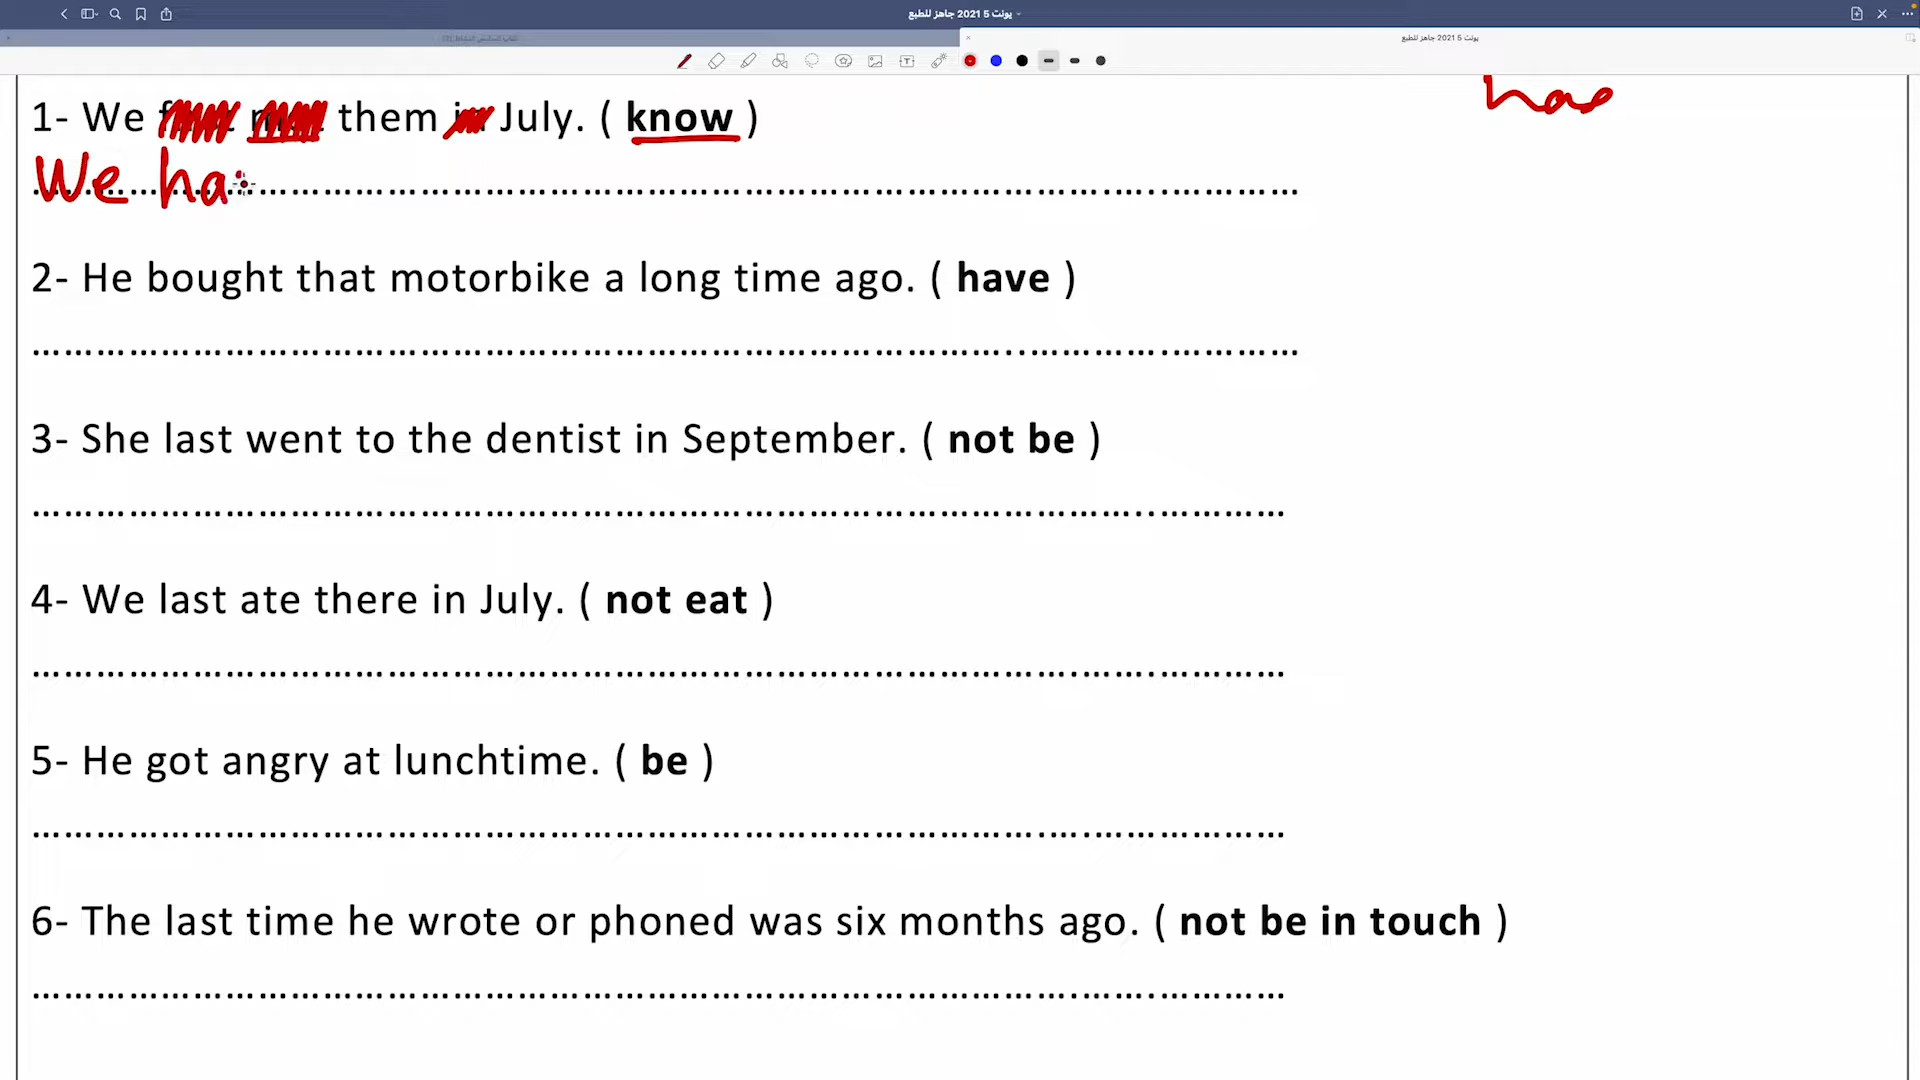 يونت 5 2021 جاهز للطبع
يونت 5 2021 جاهز للطبع
has
1- We them July. ( know )
We ha
2- He bought that motorbike a long time ago. ( have )
3- She last went to the dentist in September. ( not be )
4- We last ate there in July. ( not eat )
5- He got angry at lunchtime. ( be )
6- The last time he wrote or phoned was six months ago. ( not be in touch )